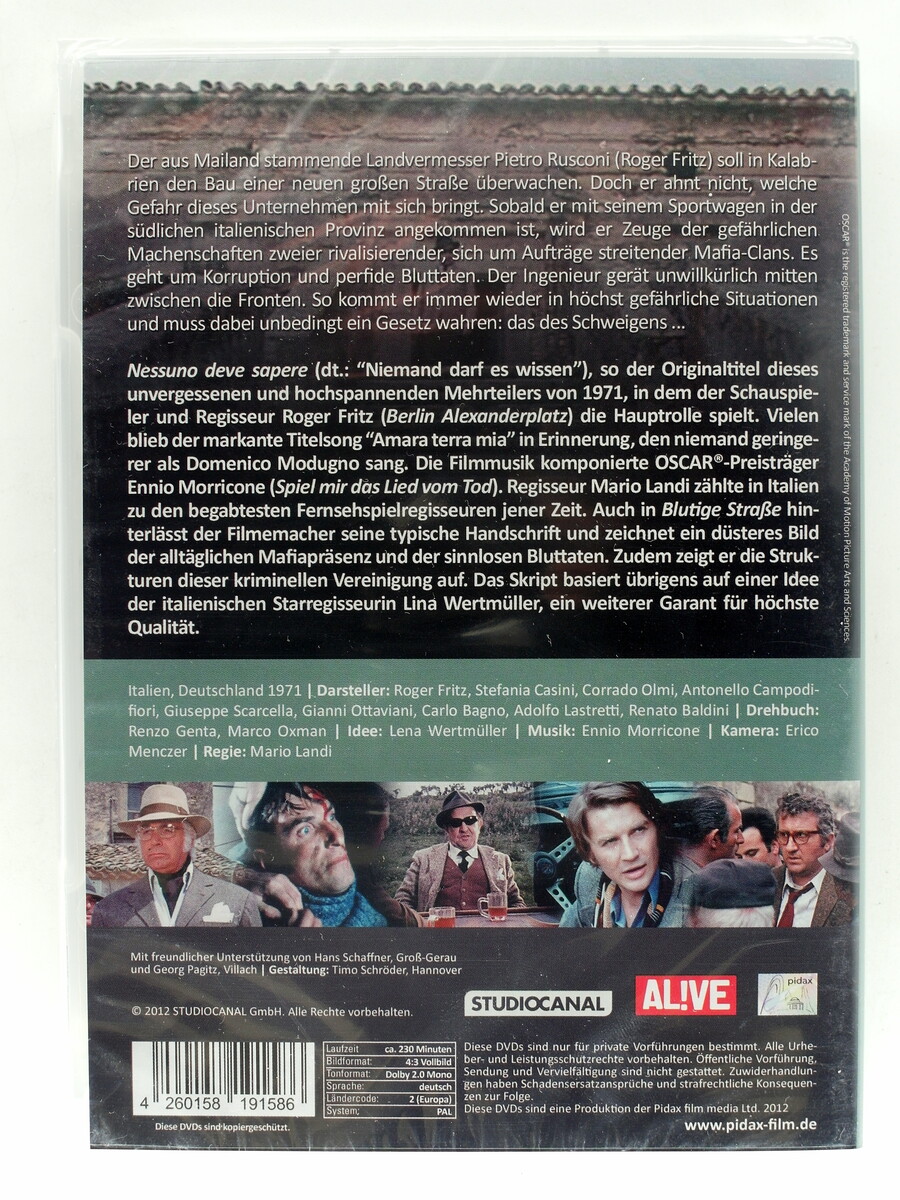 Der aus Mailand stammende Landvermesser Pietro Rusconi (Roger Fritz) soll in Kalab-
rien den Bau einer neuen großen Straße überwachen. Doch er ahnt nicht, welche
Gefahr dieses Unternehmen mit sich bringt. Sobald er mit seinem Sportwagen in der
südlichen italienischen Provinz angekommen ist, wird er Zeuge der gefährlichen
Machenschaften zweier rivalisierender, sich um Aufträge streitender Mafia-Clans. Es
geht um Korruption und perfide Bluttaten. Der Ingenieur gerät unwillkürlich mitten
zwischen die Fronten. So kommt er immer wieder in höchst gefährliche Situationen
und muss dabei unbedingt ein Gesetz wahren: das des Schweigens ...
Nessuno deve sapere (dt.: “Niemand darf es wissen”), so der Originaltitel dieses
unvergessenen und hochspannenden Mehrteilers von 1971, in dem der Schauspie-
ler und Regisseur Roger Fritz (Berlin Alexanderplatz) die Hauptrolle spielt. Vielen
blieb der markante Titelsong “Amara terra mia” in Erinnerung, den niemand geringe-
rer als Domenico Modugno sang. Die Filmmusik komponierte OSCAR®-Preisträger
Ennio Morricone (Spiel mir das Lied vom Tod). Regisseur Mario Landi zählte in Italien
zu den begabtesten Fernsehspielregisseuren jener Zeit. Auch in Blutige Straße hin-
terlässt der Filmemacher seine typische Handschrift und zeichnet ein düsteres Bild
der alltäglichen Mafiapräsenz und der sinnlosen Bluttaten. Zudem zeigt er die Struk-
turen dieser kriminellen Vereinigung auf. Das Skript basiert übrigens auf einer Idee
der italienischen Starregisseurin Lina Wertmüller, ein weiterer Garant für höchste
Qualität.
OSCAR® is the registered trademark and service mark of the Academy of Motion Picture Arts and Sciences.
Italien, Deutschland 1971 | Darsteller: Roger Fritz, Stefania Casini, Corrado Olmi, Antonello Campodi-
fiori, Giuseppe Scarcella, Gianni Ottaviani, Carlo Bagno, Adolfo Lastretti, Renato Baldini | Drehbuch:
Renzo Genta, Marco Oxman | Idee: Lena Wertmüller | Musik: Ennio Morricone | Kamera: Erico
Menczer | Regie: Mario Landi
Mit freundlicher Unterstützung von Hans Schaffner, Groß-Gerau
und Georg Pagitz, Villach | Gestaltung: Timo Schröder, Hannover
© 2012 STUDIOCANAL GmbH. Alle Rechte vorbehalten.
STUDIOCANAL
AL!VE
pidax
4 260158 191586
Diese DVDs sind kopiergeschützt.
Laufzeit ca. 230 Minuten
Bildformat: 4:3 Vollbild
Tonformat: Dolby 2.0 Mono
Sprache: deutsch
Ländercode: 2 (Europa)
System: PAL
Diese DVDs sind nur für private Vorführungen bestimmt. Alle Urhe-
ber- und Leistungsschutzrechte vorbehalten. Öffentliche Vorführung,
Sendung und Vervielfältigung sind nicht gestattet. Zuwiderhandlun-
gen haben Schadensersatzansprüche und strafrechtliche Konsequen-
zen zur Folge.
Diese DVDs sind eine Produktion der Pidax film media Ltd. 2012
www.pidax-film.de